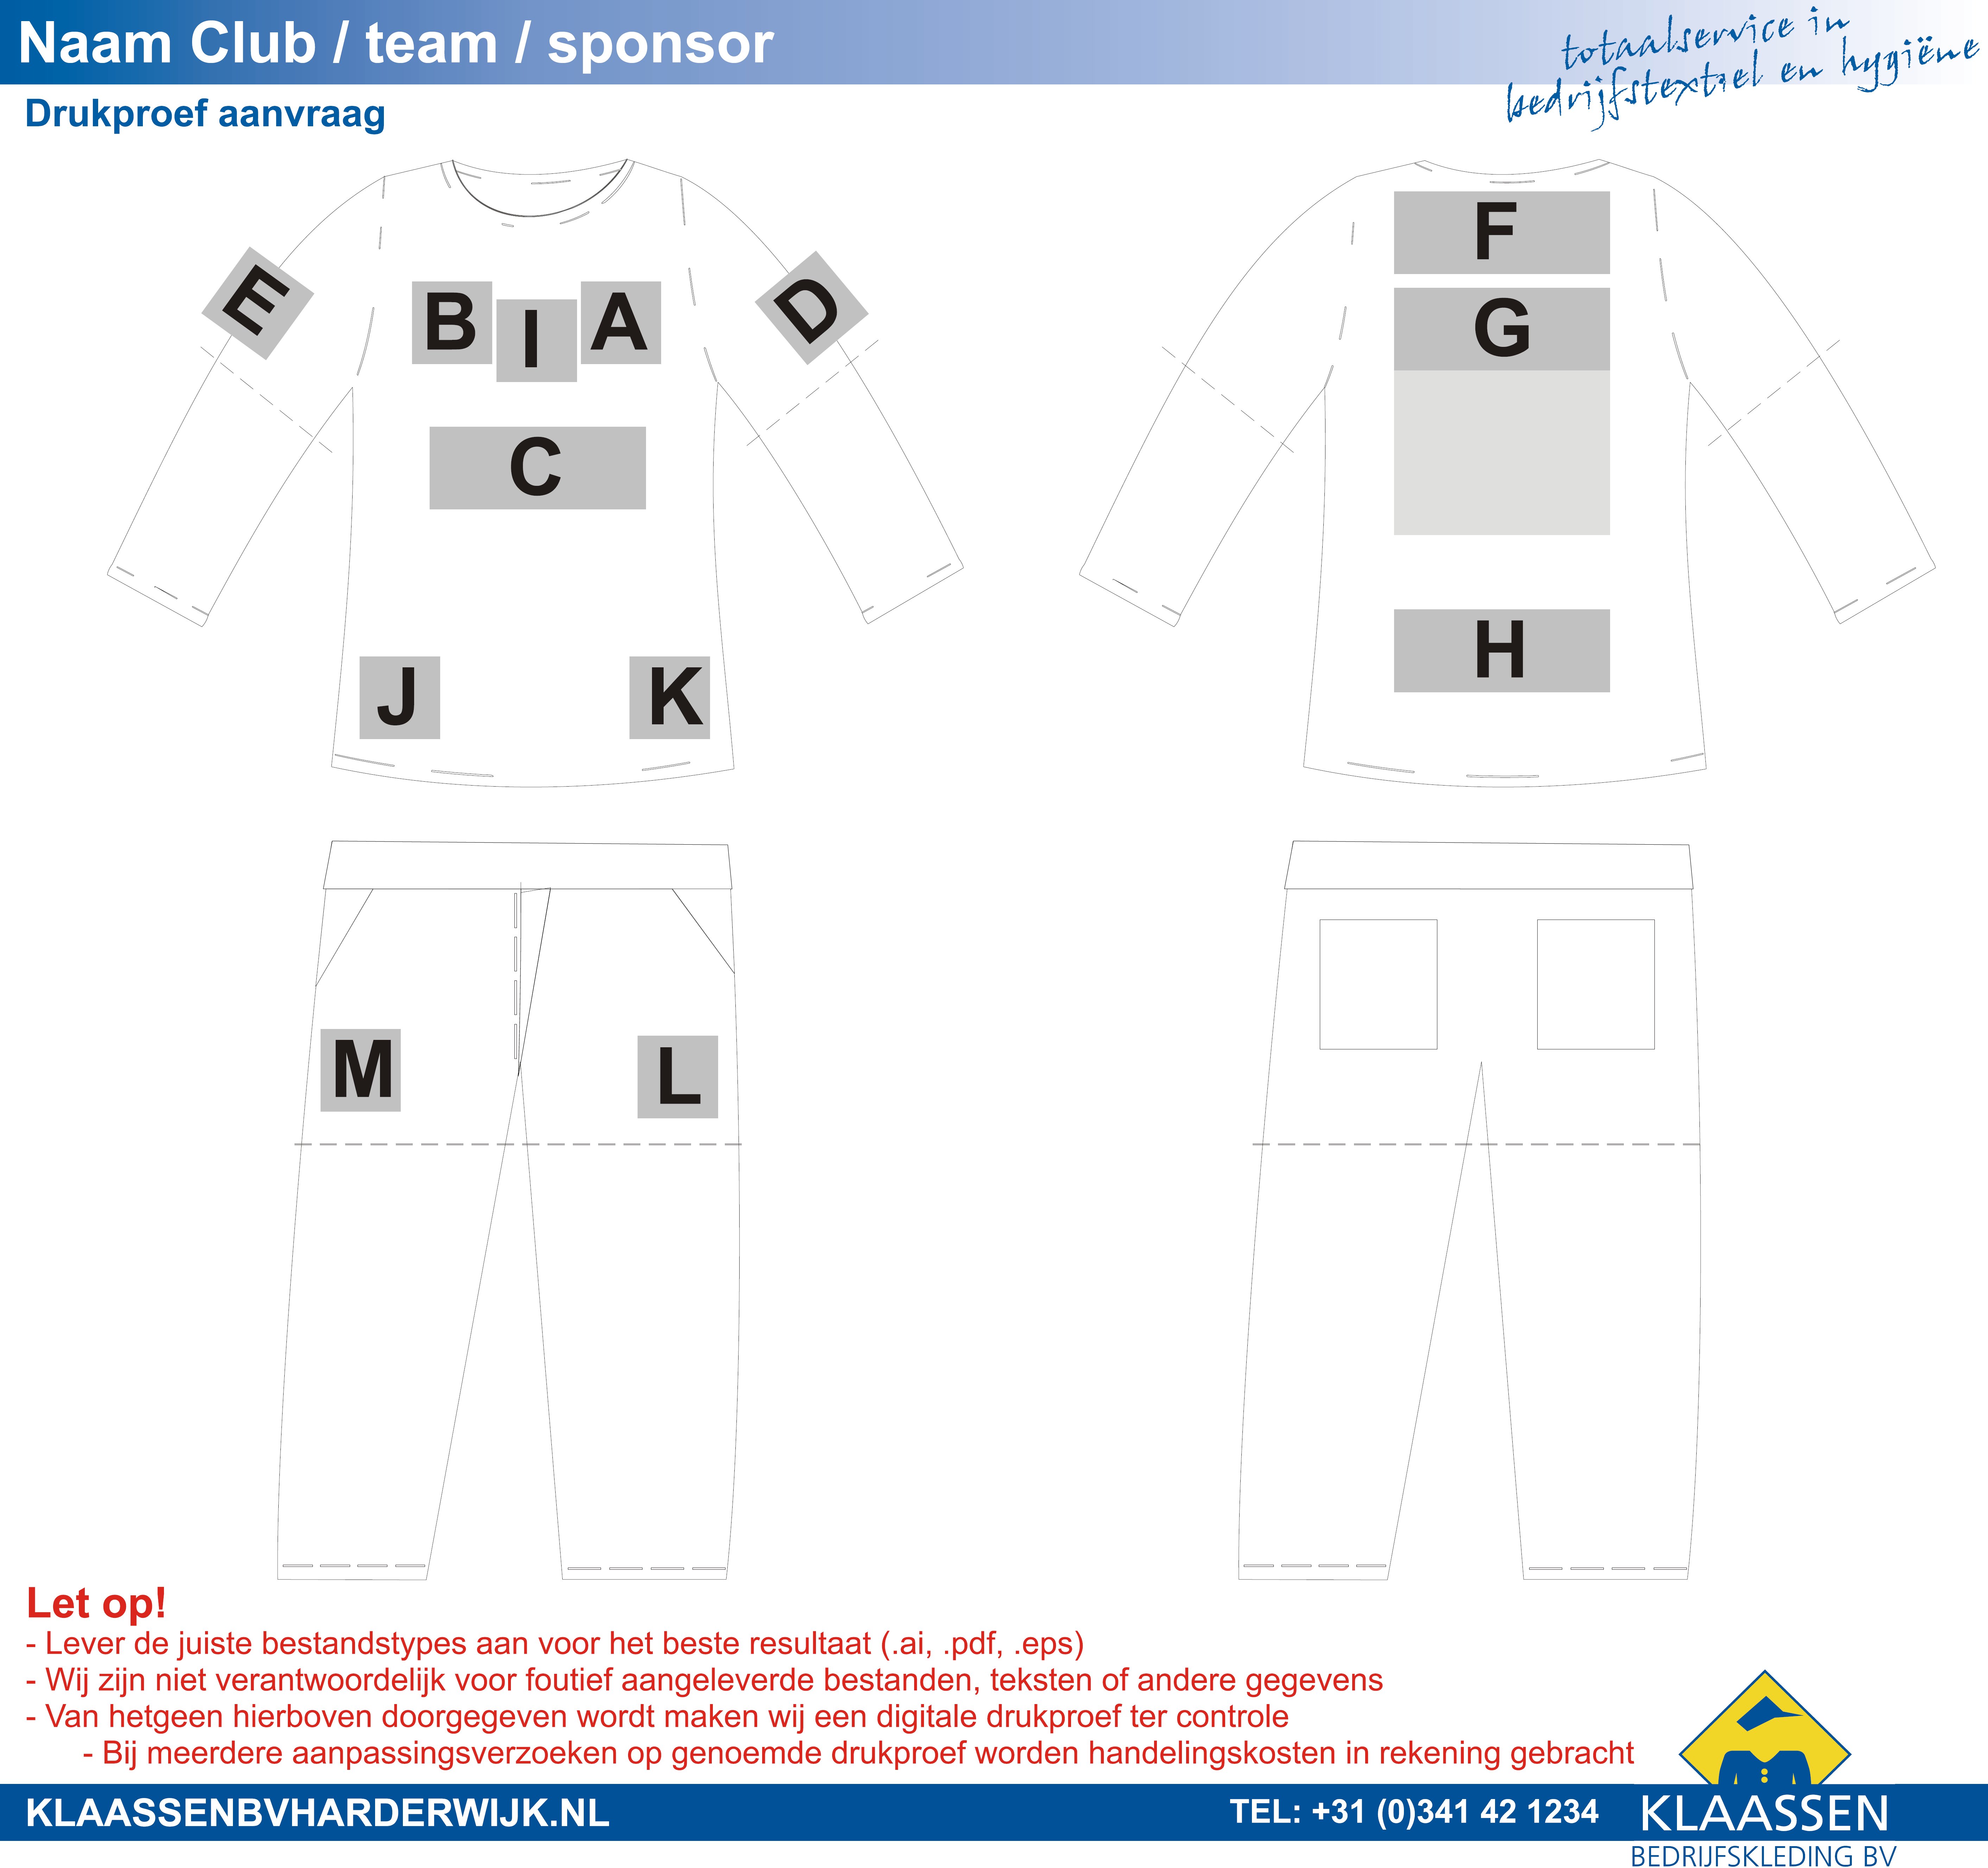 Naam Club / team / sponsor
totaalservice in
bedrijfstextiel en hygiëne
Drukproef aanvraag
E
B
I
A
D
C
J
K
F
G
H
M
L
Let op!
- Lever de juiste bestandstypes aan voor het beste resultaat (.ai, .pdf, .eps)
- Wij zijn niet verantwoordelijk voor foutief aangeleverde bestanden, teksten of andere gegevens
- Van hetgeen hierboven doorgegeven wordt maken wij een digitale drukproef ter controle
- Bij meerdere aanpassingsverzoeken op genoemde drukproef worden handelingskosten in rekening gebracht
KLAASSENBVHARDERWIJK.NL
TEL: +31 (0)341 42 1234
KLAASSEN
BEDRIJFSKLEDING BV